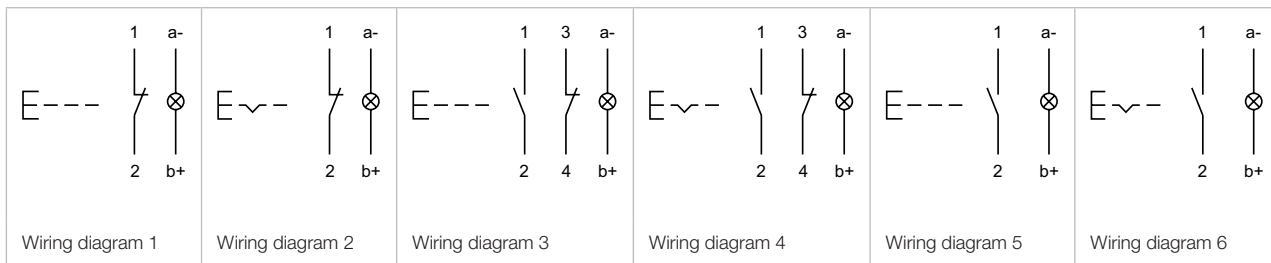 1 a- 1 a- 1 3 a- 1 3 a- 1 a- 1 a-
2 b+ 2 b+ 2 4 b+ 2 4 b+ 2 b+ 2 b+
Wiring diagram 1 Wiring diagram 2 Wiring diagram 3 Wiring diagram 4 Wiring diagram 5 Wiring diagram 6